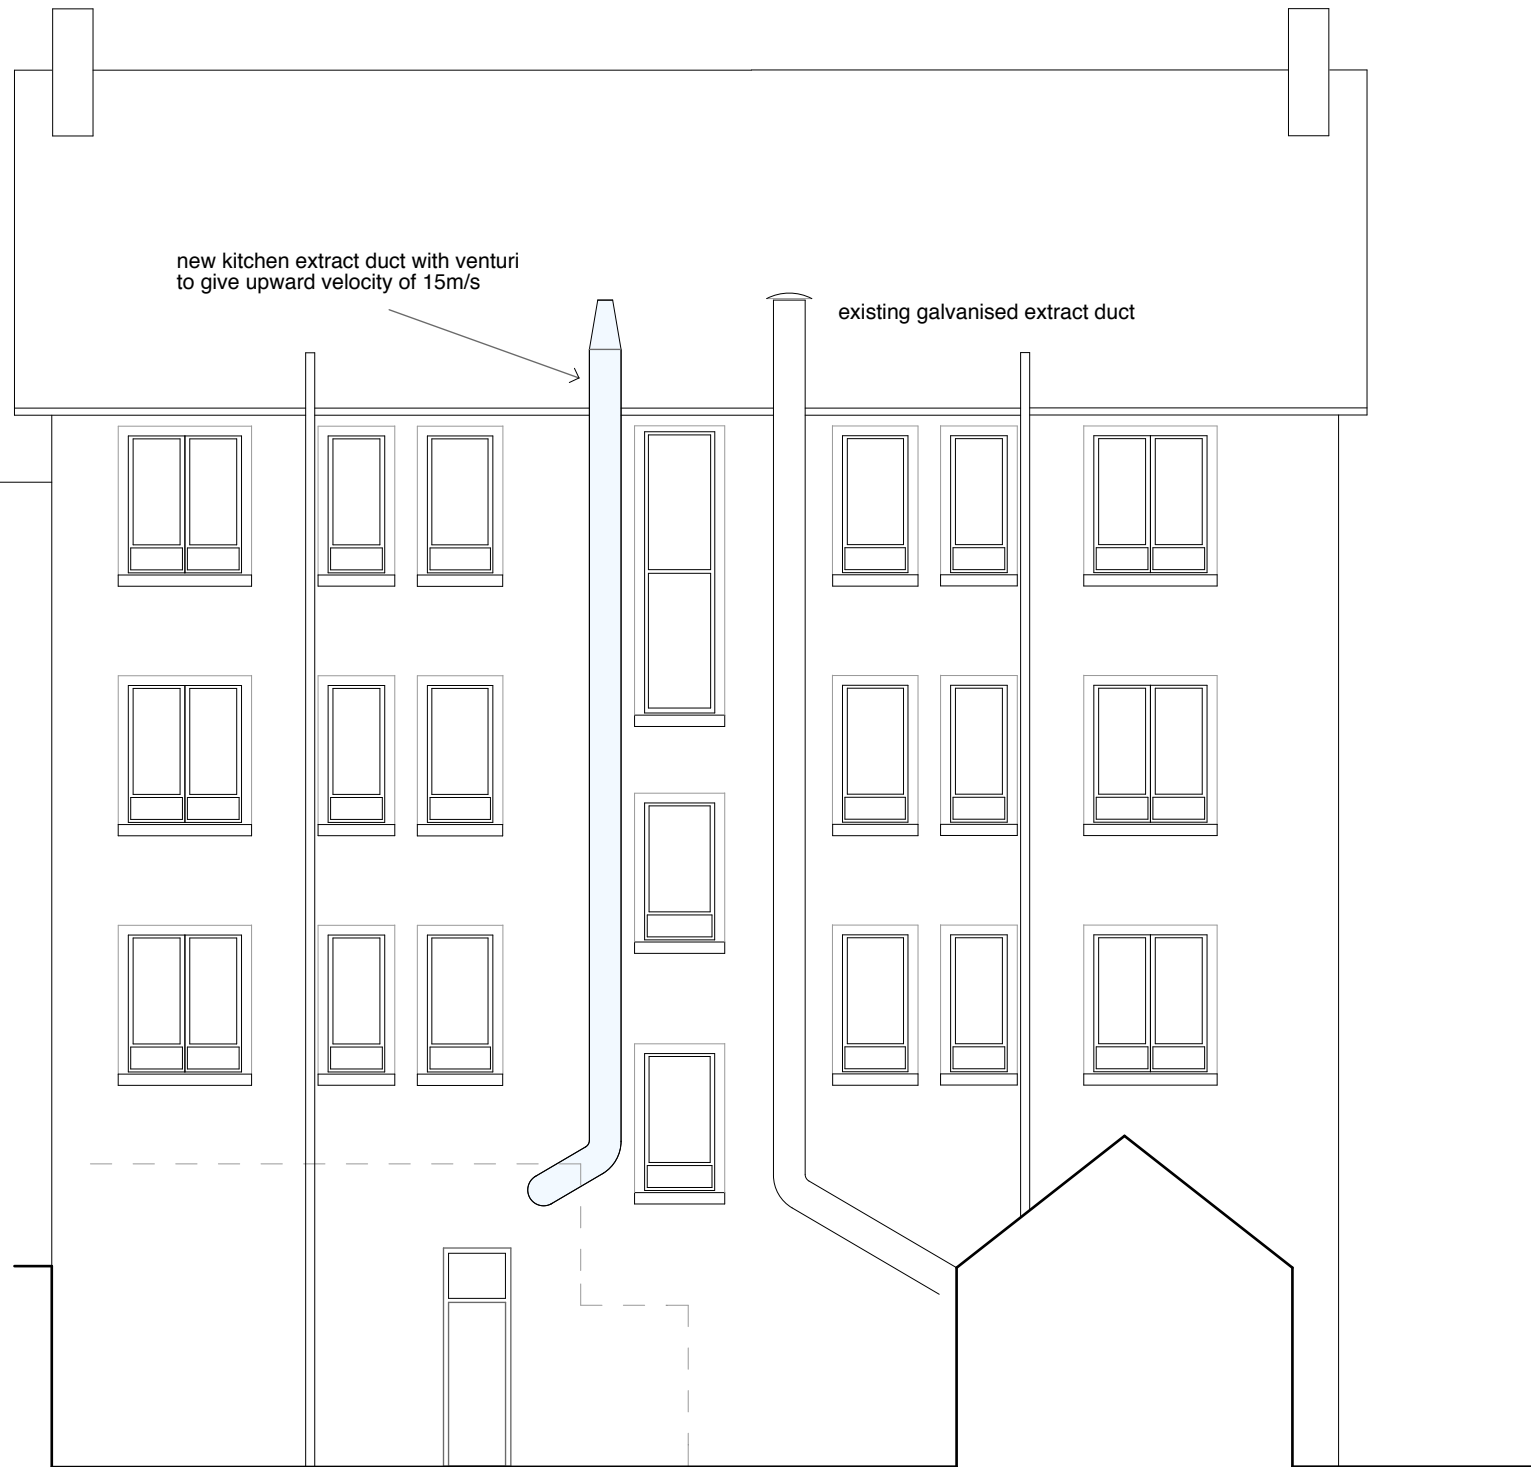 new kitchen extract duct with venturi
to give upward velocity of 15m/s
existing galvanised extract duct